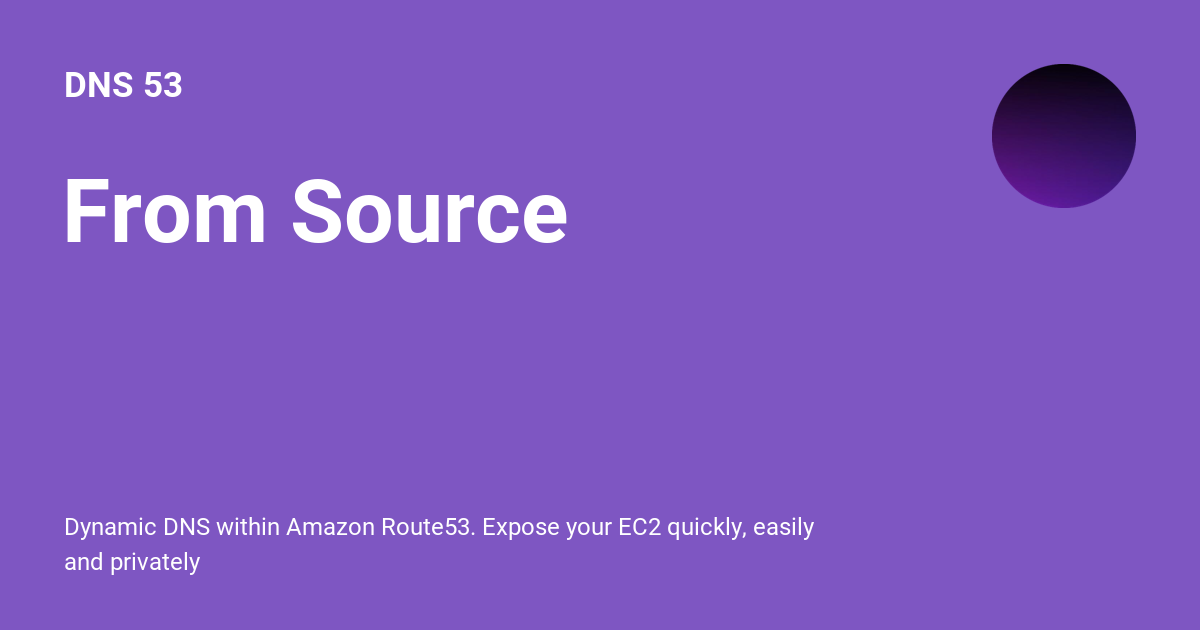 DNS 53
From Source
Dynamic DNS within Amazon Route53. Expose your EC2 quickly, easily
and privately